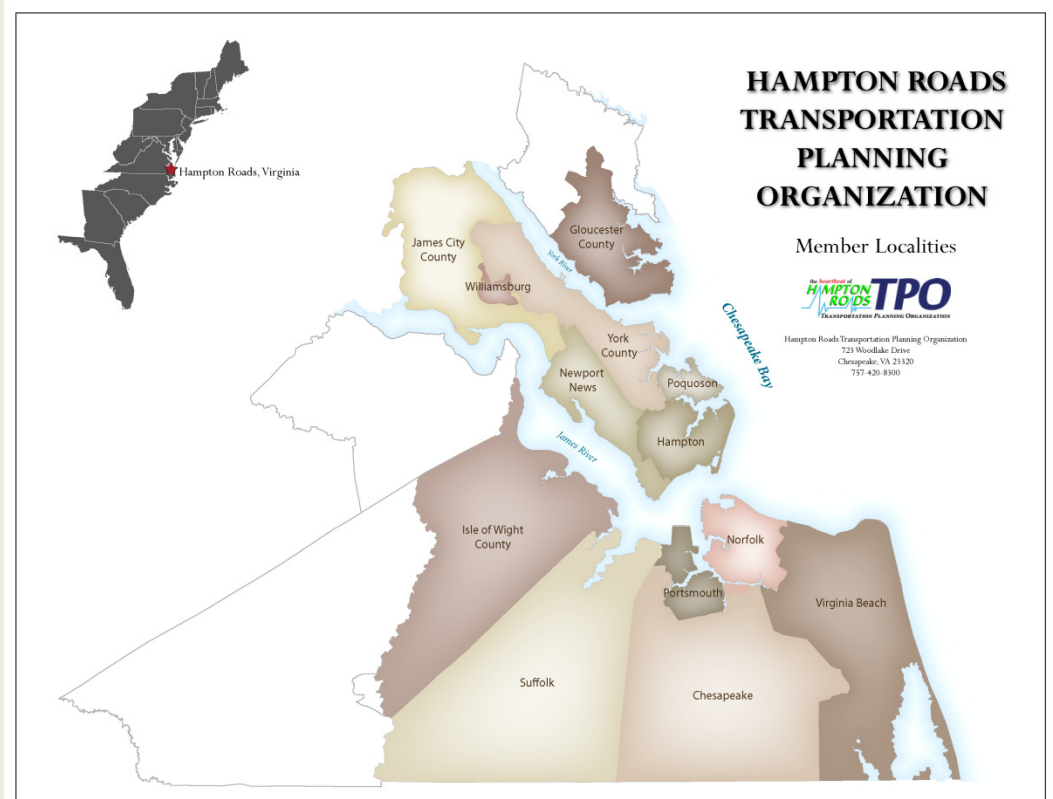 HAMPTON ROADS
TRANSPORTATION
PLANNING
ORGANIZATION
Member Localities
the heartbeat of
HAMPTON
ROADS
TPO
TRANSPORTATION PLANNING ORGANIZATION
Hampton Roads Transportation Planning Organization
723 Woodlake Drive
Chesapeake, VA 23320
757-420-8300
Hampton Roads, Virginia
Gloucester
County
James City
County
York River
Williamsburg
Chesapeake Bay
York
County
Newport
News
Poquoson
Hampton
James River
Isle of Wight
County
Norfolk
Portsmouth
Virginia Beach
Suffolk
Chesapeake